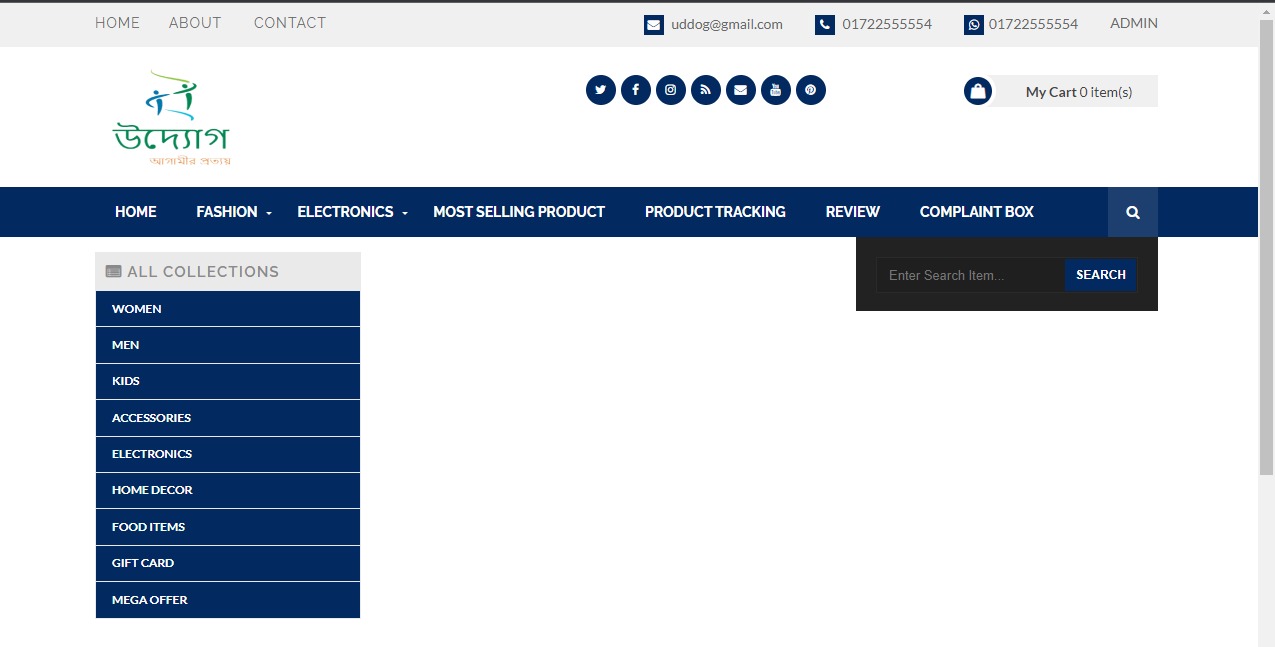 HOME ABOUT CONTACT uddog@gmail.com 01722555554 01722555554 ADMIN
উদ্যোগ
আগামীর প্রত্যয়
My Cart 0 item(s)
HOME FASHION ELECTRONICS MOST SELLING PRODUCT PRODUCT TRACKING REVIEW COMPLAINT BOX
ALL COLLECTIONS
WOMEN
MEN
KIDS
ACCESSORIES
ELECTRONICS
HOME DECOR
FOOD ITEMS
GIFT CARD
MEGA OFFER
Enter Search Item... SEARCH